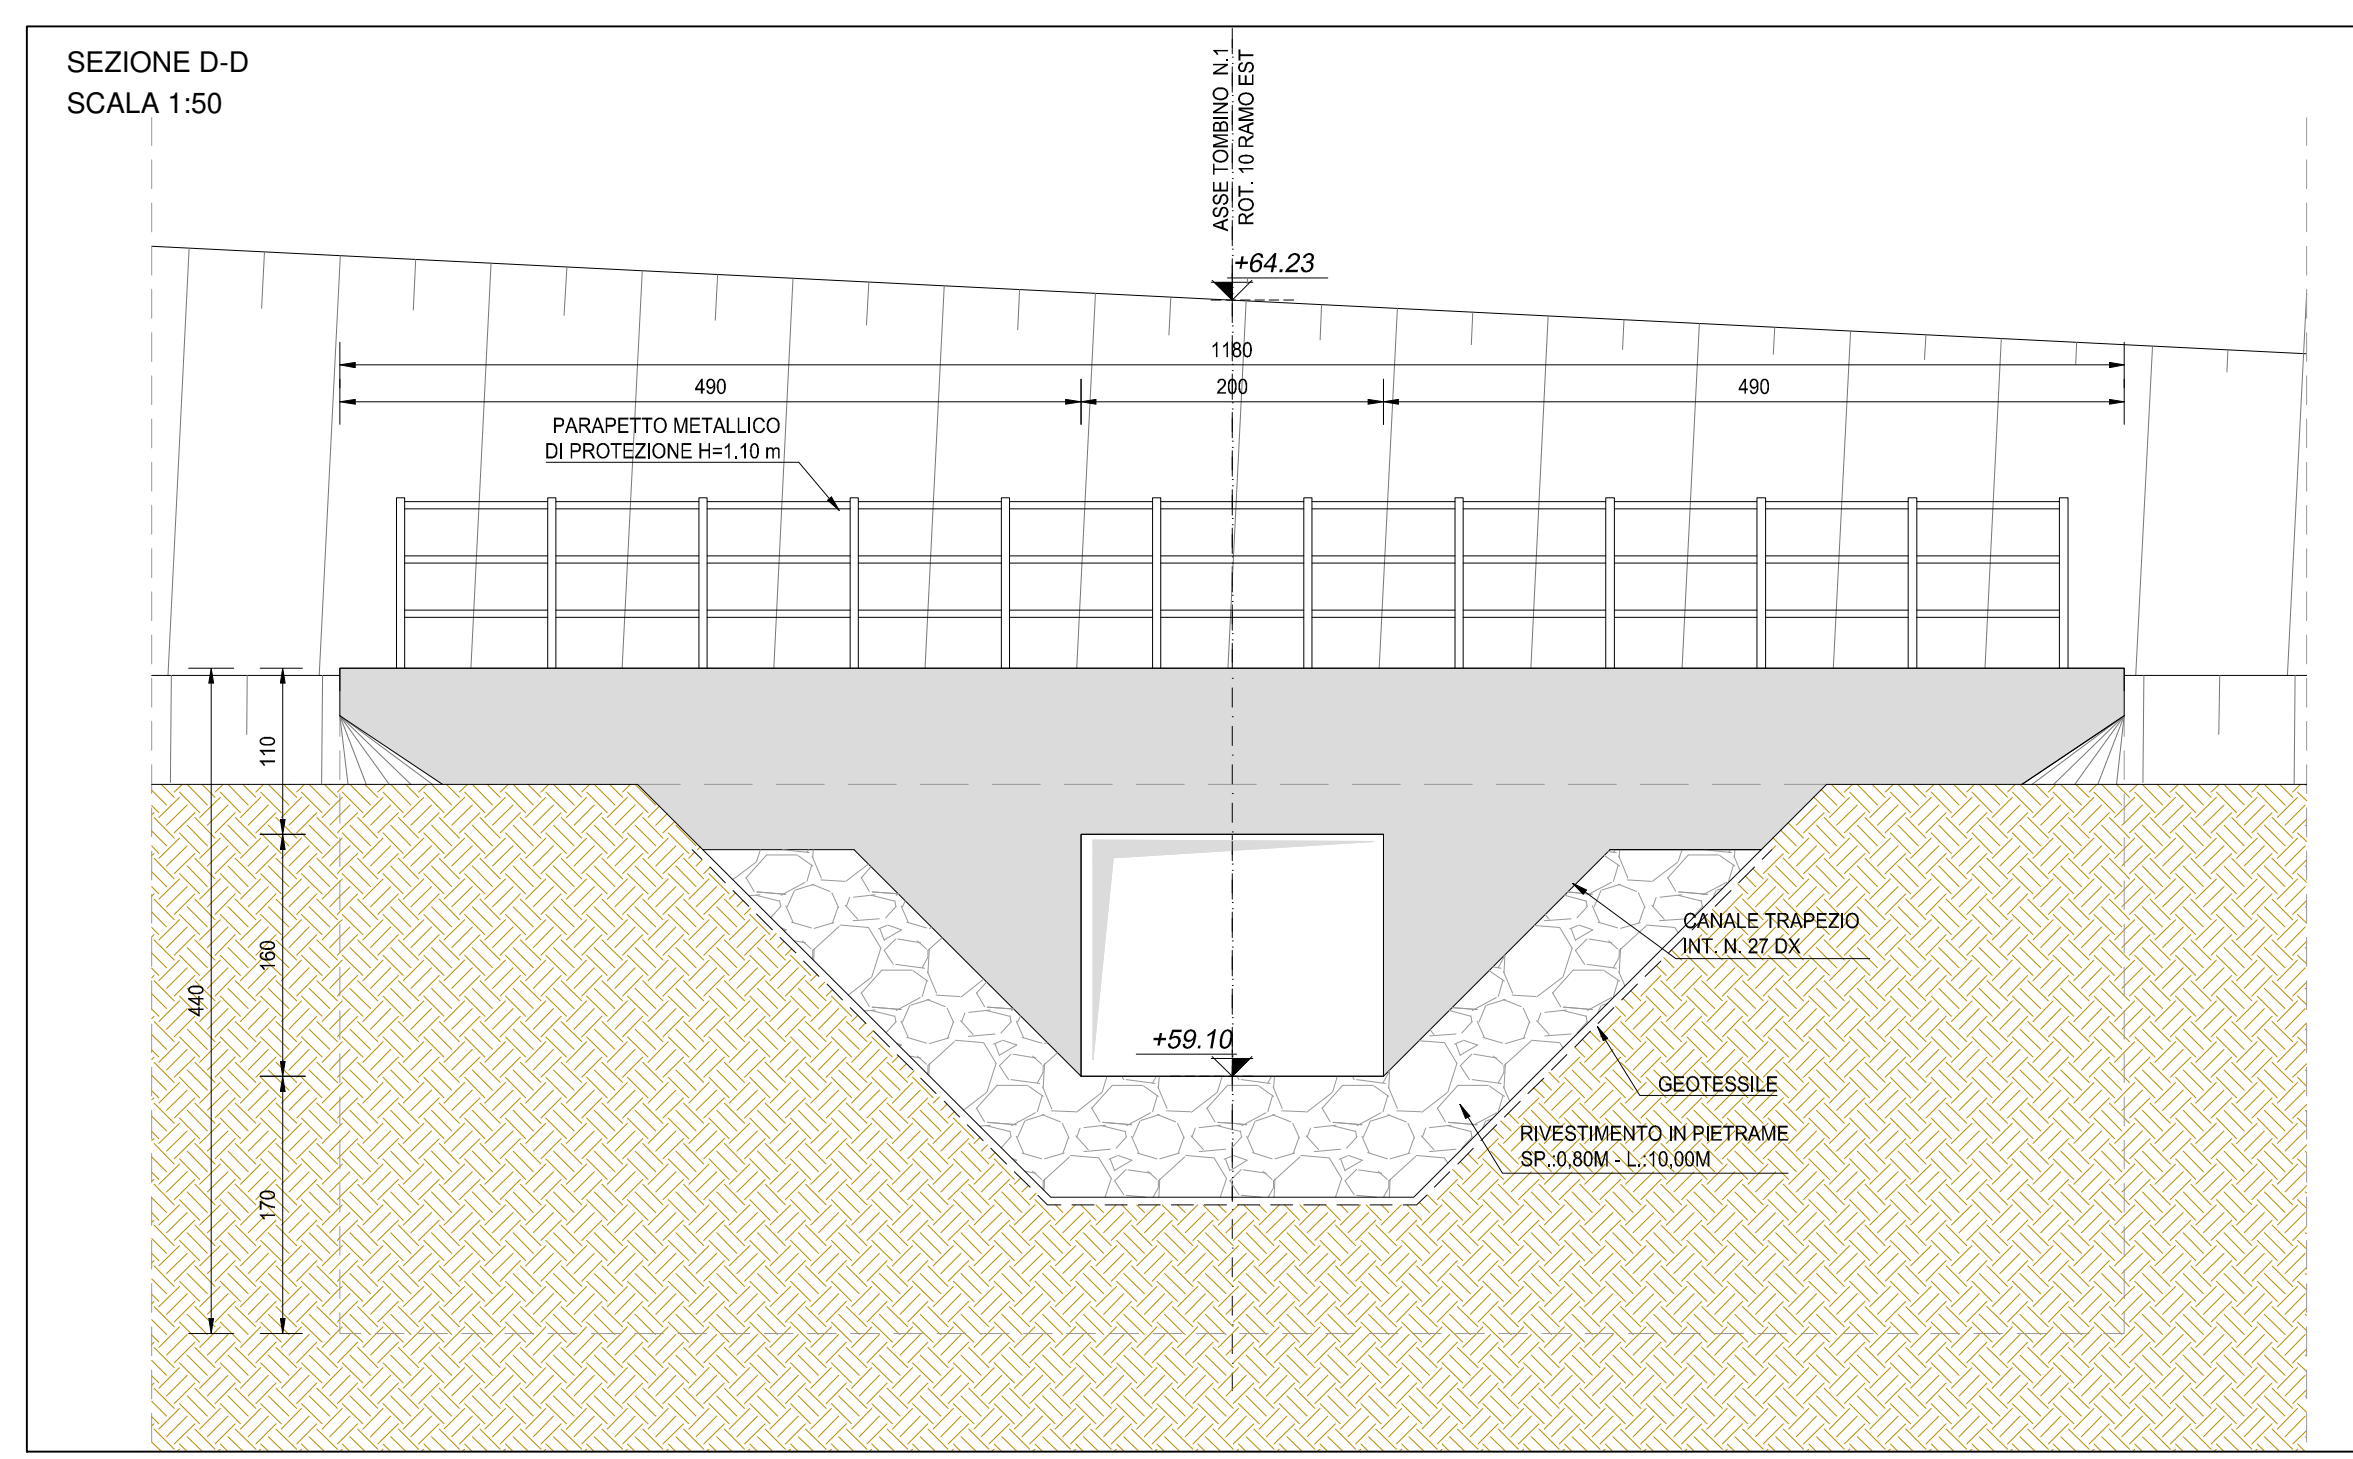 SEZIONE D-D
SCALA 1:50
ASSE TOMBINO N.1
ROT. 10 RAMO EST
+64.23
1180
490
200
490
PARAPETTO METALLICO
DI PROTEZIONE H=1.10 m
110
160
440
170
CANALE TRAPEZIO
INT. N. 27 DX
+59.10
GEOTESSILE
RIVESTIMENTO IN PIETRAME
SP.:0,80M - L.:10,00M